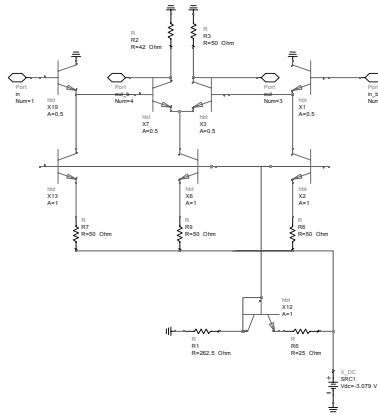 R
R2
R=42 Ohm
R
R3
R=50 Ohm
Port
in
Num=1
hbt
X19
A=0.5
Port
out_b
Num=4
hbt
X7
A=0.5
hbt
X3
A=0.5
Port
out
Num=3
hbt
X1
A=0.5
Port
in_b
Num
hbt
X13
A=1
hbt
X6
A=1
hbt
X2
A=1
R
R7
R=50 Ohm
R
R9
R=50 Ohm
R
R8
R=50 Ohm
hbt
X12
A=1
R
R1
R=262.5 Ohm
R
R6
R=25 Ohm
V_DC
SRC1
Vdc=-3.079 V